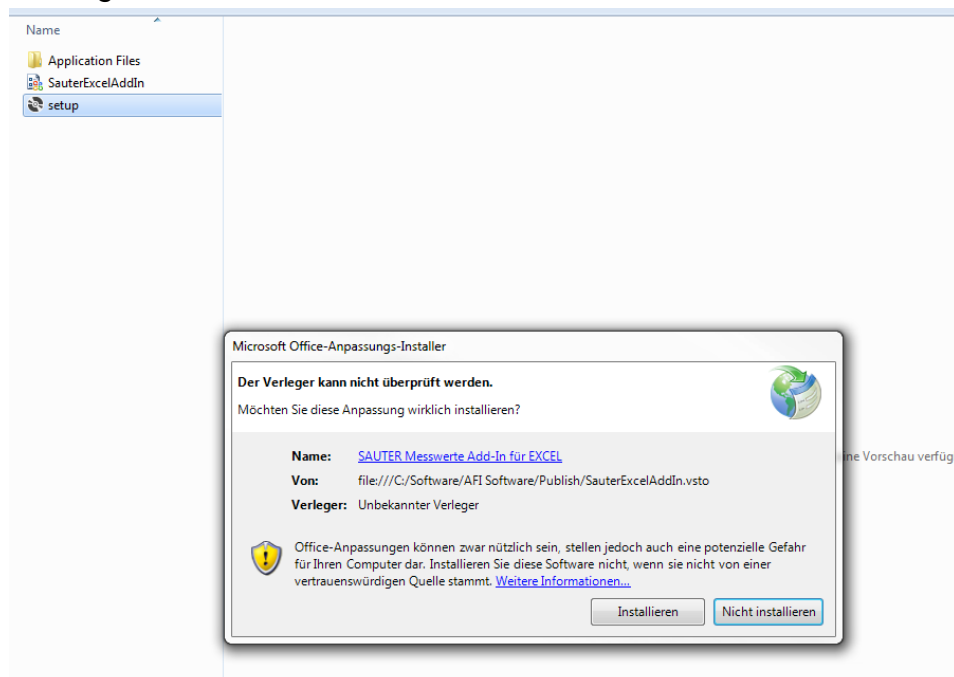 Name
Application Files
SauterExcelAddIn
setup
Microsoft Office-Anpassungs-Installer
Der Verleger kann nicht überprüft werden.
Möchten Sie diese Anpassung wirklich installieren?
Name: SAUTER Messwerte Add-In für EXCEL
ine Vorschau verfüg
Von: file:///C:/Software/AFI Software/Publish/SauterExcelAddIn.vsto
Verleger: Unbekannter Verleger
Office-Anpassungen können zwar nützlich sein, stellen jedoch auch eine potenzielle Gefahr
für Ihren Computer dar. Installieren Sie diese Software nicht, wenn sie nicht von einer
vertrauenswürdigen Quelle stammt. Weitere Informationen...
Installieren Nicht installieren